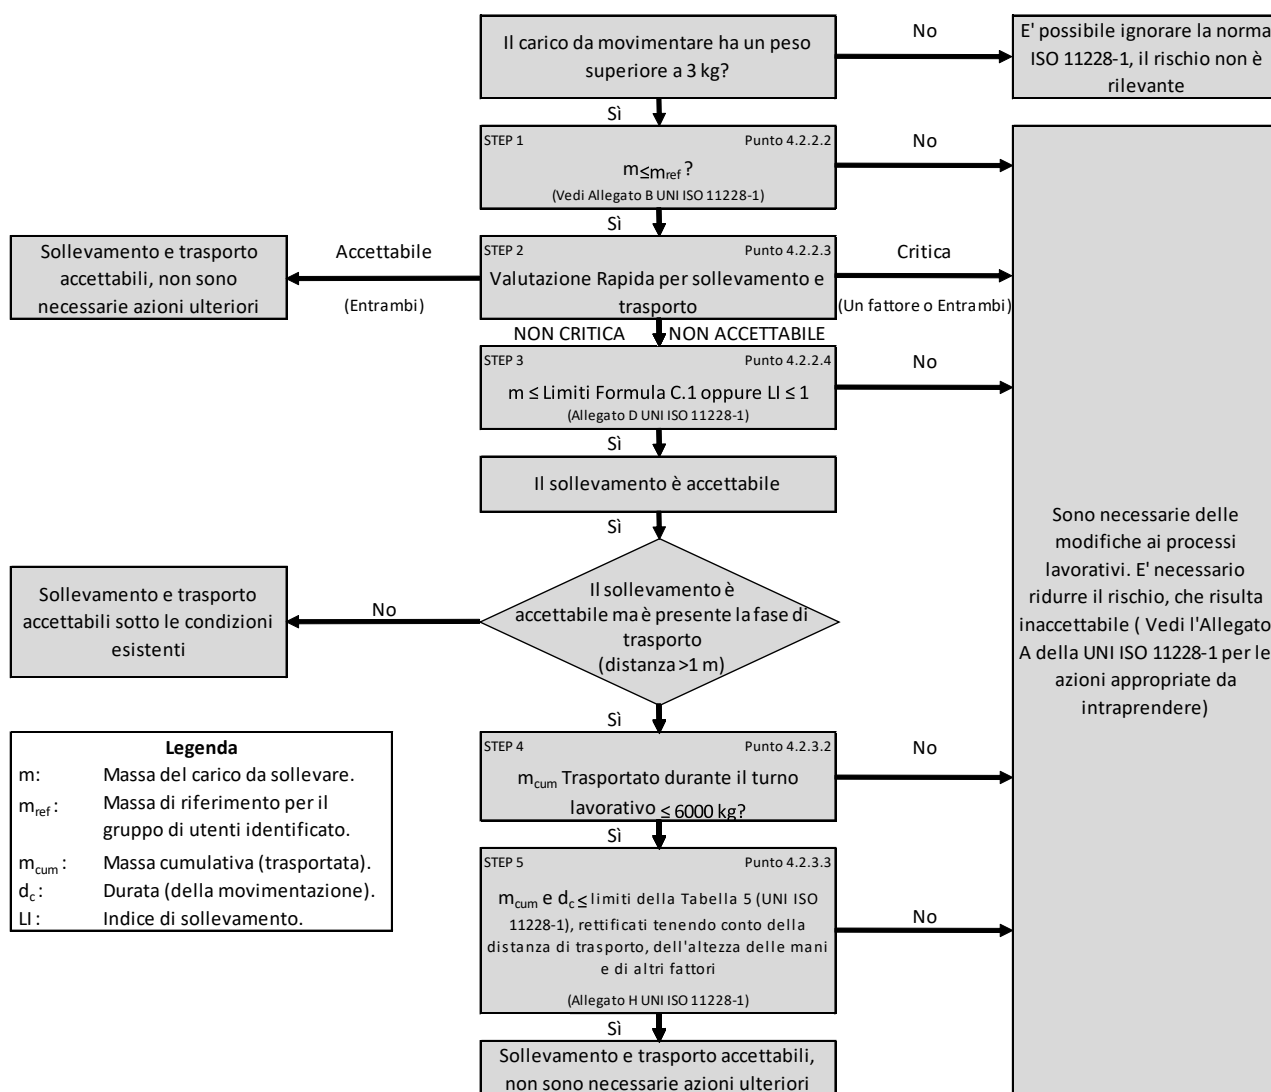 Il carico da movimentare ha un peso
superiore a 3 kg?
No
E' possibile ignorare la norma
ISO 11228-1, il rischio non è
rilevante
Sì
STEP 1 Punto 4.2.2.2
m≤mref ?
(Vedi Allegato B UNI ISO 11228-1)
No
Sì
Sollevamento e trasporto
accettabili, non sono
necessarie azioni ulteriori
Accettabile
(Entrambi)
STEP 2 Punto 4.2.2.3
Valutazione Rapida per sollevamento e
trasporto
Critica
(Un fattore o Entrambi)
NON CRITICA NON ACCETTABILE
STEP 3 Punto 4.2.2.4
m ≤ Limiti Formula C.1 oppure LI ≤ 1
(Allegato D UNI ISO 11228-1)
No
Sì
Il sollevamento è accettabile
Sì
Sono necessarie delle
modifiche ai processi
lavorativi. E' necessario
ridurre il rischio, che risulta
inaccettabile ( Vedi l'Allegato
A della UNI ISO 11228-1 per le
azioni appropriate da
intraprendere)
Il sollevamento è
accettabile ma è presente la fase di
trasporto
(distanza >1 m)
No
Sollevamento e trasporto
accettabili sotto le condizioni
esistenti
Sì
STEP 4 Punto 4.2.3.2
mcum Trasportato durante il turno
lavorativo ≤ 6000 kg?
No
Sì
Legenda
m: Massa del carico da sollevare.
mref : Massa di riferimento per il
gruppo di utenti identificato.
mcum : Massa cumulativa (trasportata).
dc : Durata (della movimentazione).
LI : Indice di sollevamento.
STEP 5 Punto 4.2.3.3
mcum e dc ≤ limiti della Tabella 5 (UNI ISO
11228-1), rettificati tenendo conto della
distanza di trasporto, dell'altezza delle mani
e di altri fattori
(Allegato H UNI ISO 11228-1)
No
Sì
Sollevamento e trasporto accettabili,
non sono necessarie azioni ulteriori